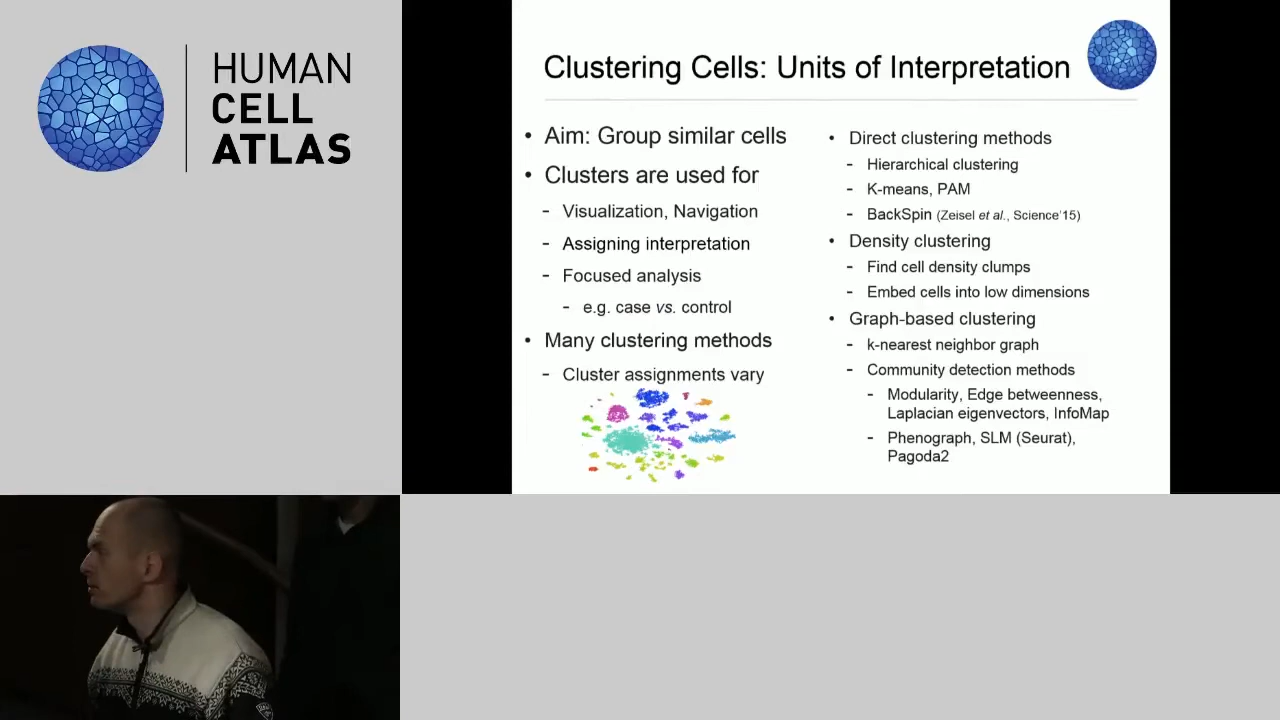 HUMAN
CELL
ATLAS
Clustering Cells: Units of Interpretation
• Aim: Group similar cells
• Clusters are used for
- Visualization, Navigation
- Assigning interpretation
- Focused analysis
- e.g. case vs. control
• Many clustering methods
- Cluster assignments vary
• Direct clustering methods
- Hierarchical clustering
- K-means, PAM
- BackSpin (Zeisel et al., Science'15)
• Density clustering
- Find cell density clumps
- Embed cells into low dimensions
• Graph-based clustering
- k-nearest neighbor graph
- Community detection methods
- Modularity, Edge betweenness,
Laplacian eigenvectors, InfoMap
- Phenograph, SLM (Seurat),
Pagoda2